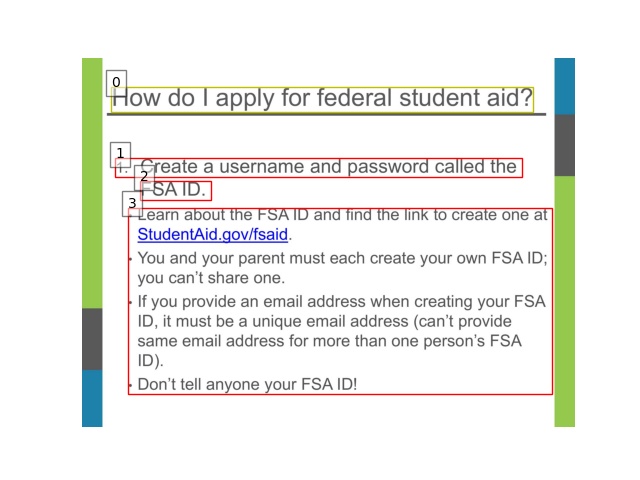 How do I apply for federal student aid?
1. Create a username and password called the
FSA ID.
• Learn about the FSA ID and find the link to create one at
StudentAid.gov/fsaid.
• You and your parent must each create your own FSA ID;
you can’t share one.
• If you provide an email address when creating your FSA
ID, it must be a unique email address (can’t provide
same email address for more than one person’s FSA
ID).
• Don’t tell anyone your FSA ID!
0
1
2
3